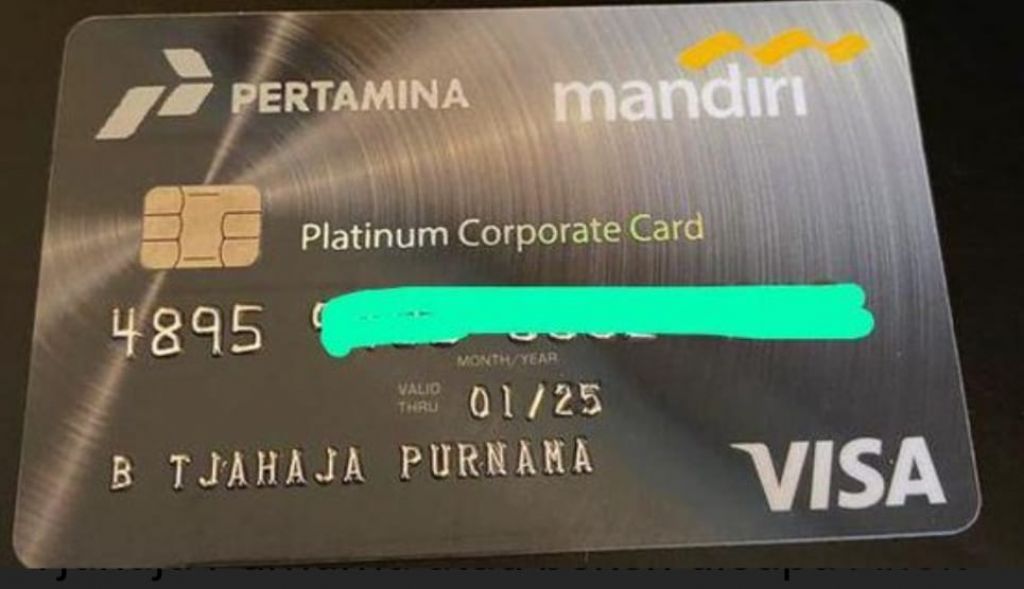 PERTAMINA
mandiri
Platinum Corporate Card
4895
MONTH/YEAR
VALID
THRU
01/25
B TJAHAJA PURNAMA
VISA